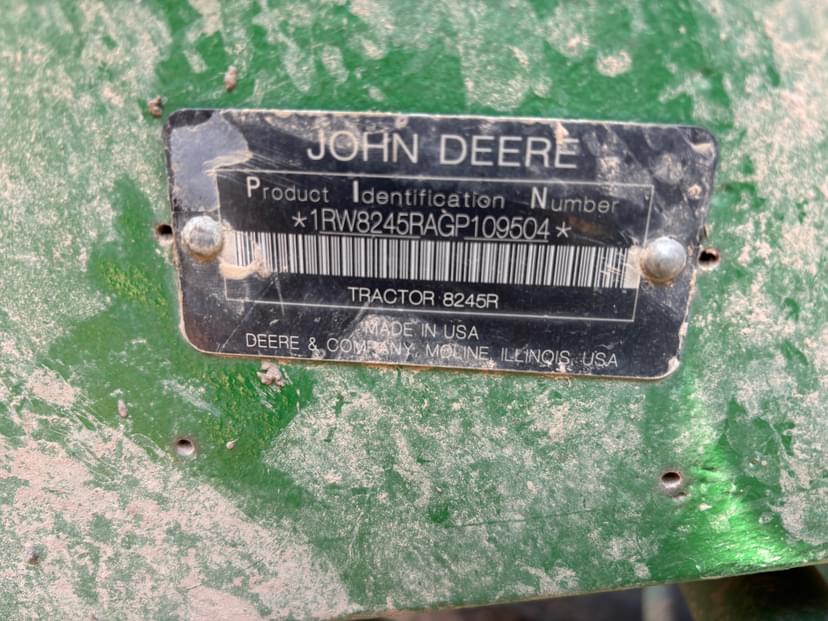 JOHN DEERE
Product Identification Number
*1RW8245RAGP109504*
TRACTOR 8245R
MADE IN USA
DEERE & COMPANY, MOLINE, ILLINOIS, USA